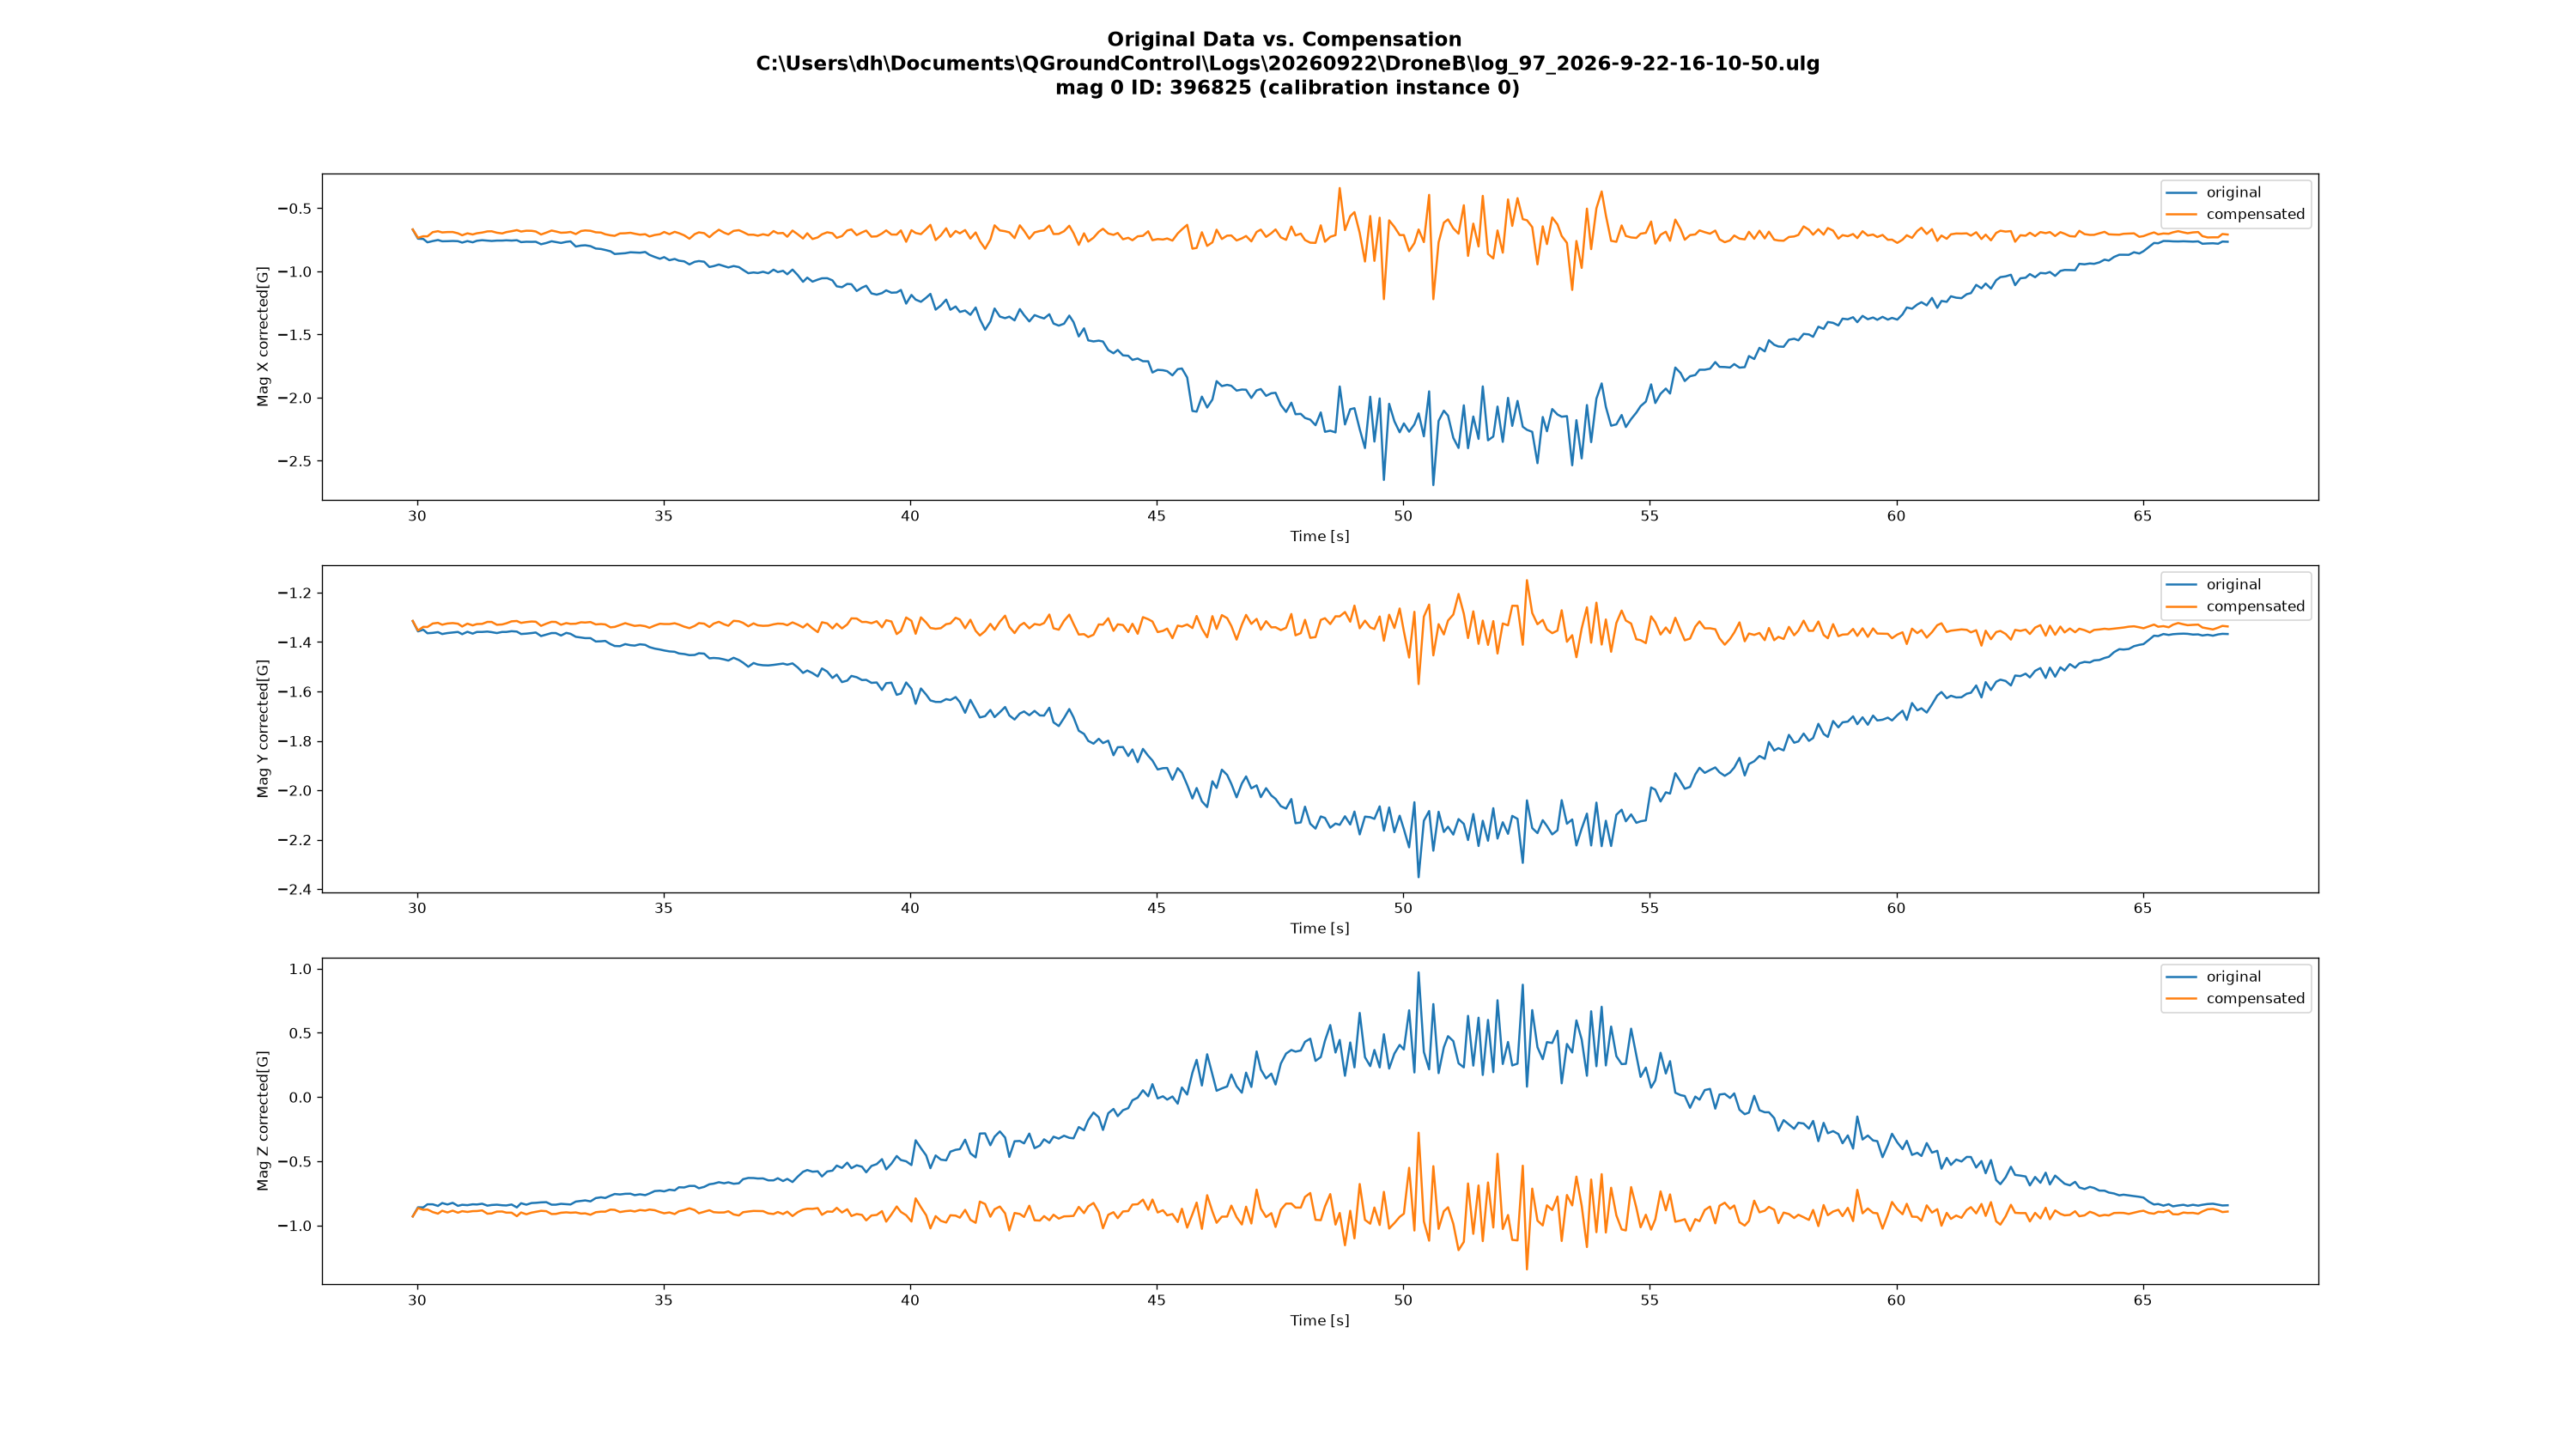 Original Data vs. Compensation
C:\Users\dh\Documents\QGroundControl\Logs\20260922\DroneB\log_97_2026-9-22-16-10-50.ulg
mag 0 ID: 396825 (calibration instance 0)
original
compensated
Mag X corrected[G]
−0.5
−1.0
−1.5
−2.0
−2.5
30 35 40 45 50 55 60 65
Time [s]
original
compensated
Mag Y corrected[G]
−1.2
−1.4
−1.6
−1.8
−2.0
−2.2
−2.4
30 35 40 45 50 55 60 65
Time [s]
original
compensated
Mag Z corrected[G]
1.0
0.5
0.0
−0.5
−1.0
30 35 40 45 50 55 60 65
Time [s]